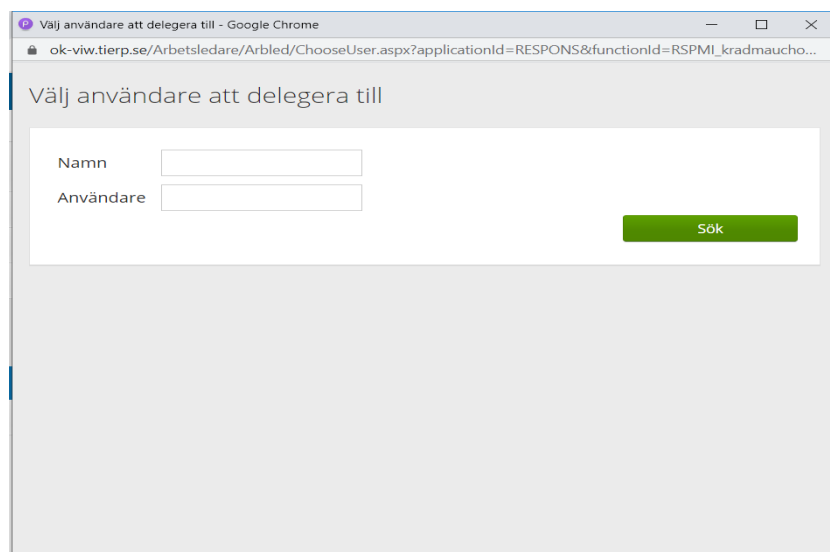 P Välj användare att delegera till - Google Chrome
ok-viw.tierp.se/Arbetsledare/Arbled/ChooseUser.aspx?applicationId=RESPONS&functionId=RSPMI_kradmaucho...
Välj användare att delegera till
Namn
Användare
Sök